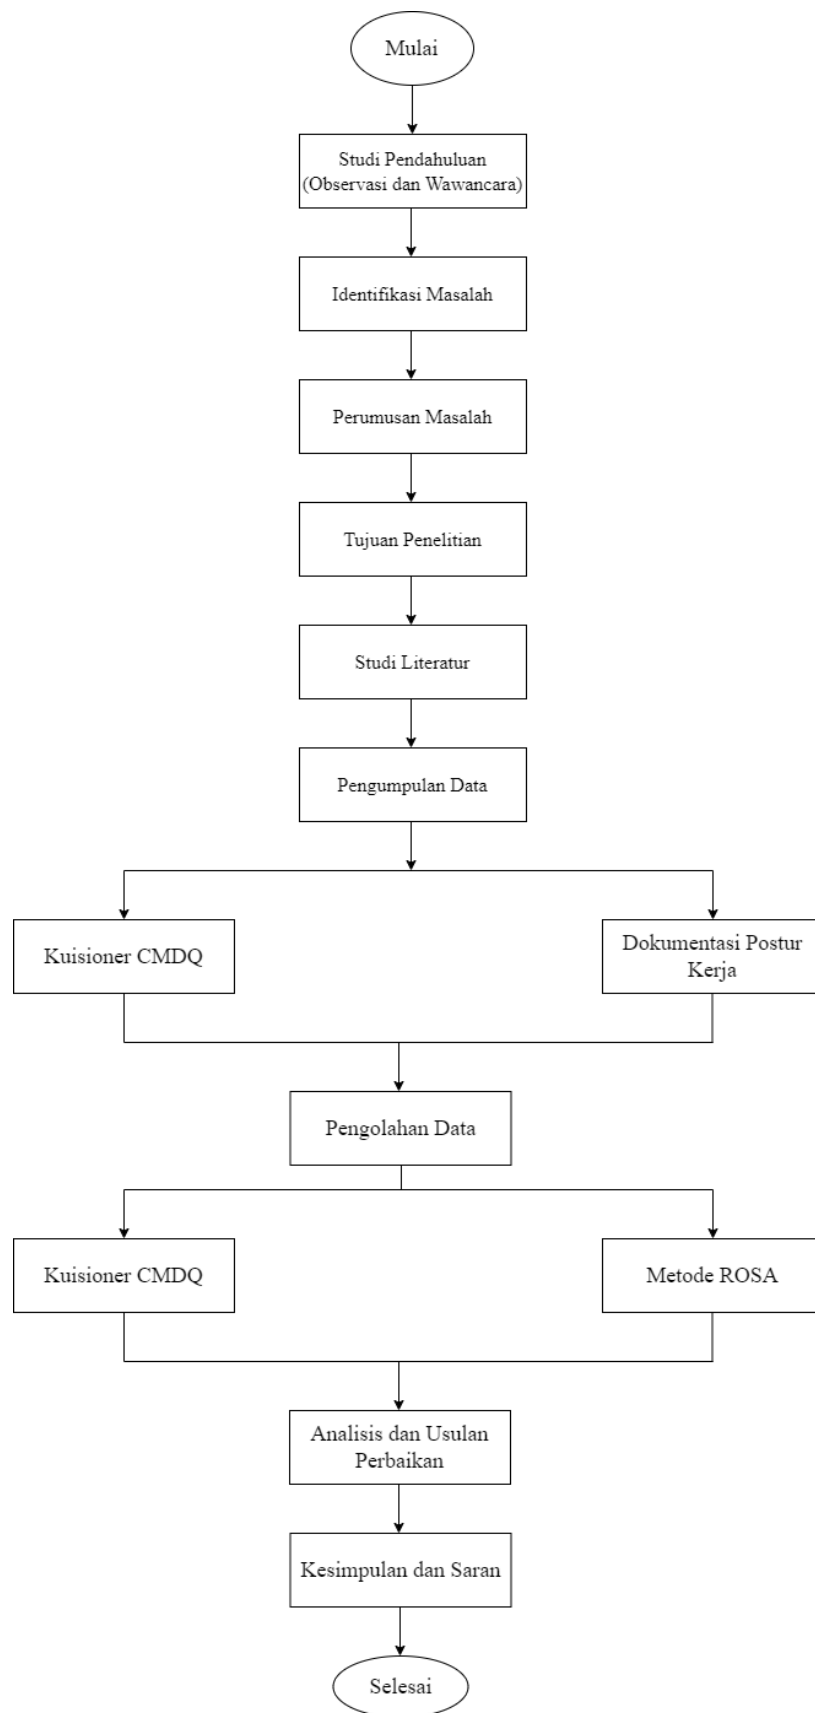 Mulai
Studi Pendahuluan
(Observasi dan Wawancara)
Identifikasi Masalah
Perumusan Masalah
Tujuan Penelitian
Studi Literatur
Pengumpulan Data
Kuisioner CMDQ
Dokumentasi Postur
Kerja
Pengolahan Data
Kuisioner CMDQ
Metode ROSA
Analisis dan Usulan
Perbaikan
Kesimpulan dan Saran
Selesai